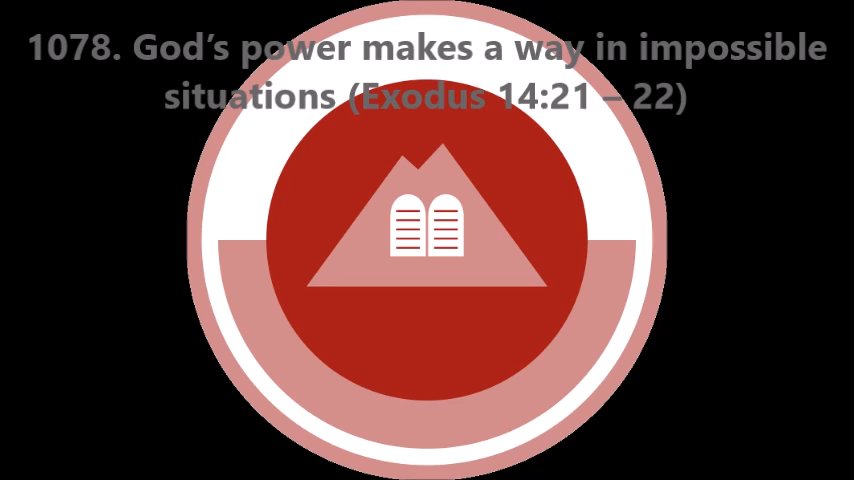 1078. God’s power makes a way in impossible
situations (Exodus 14:21 – 22)